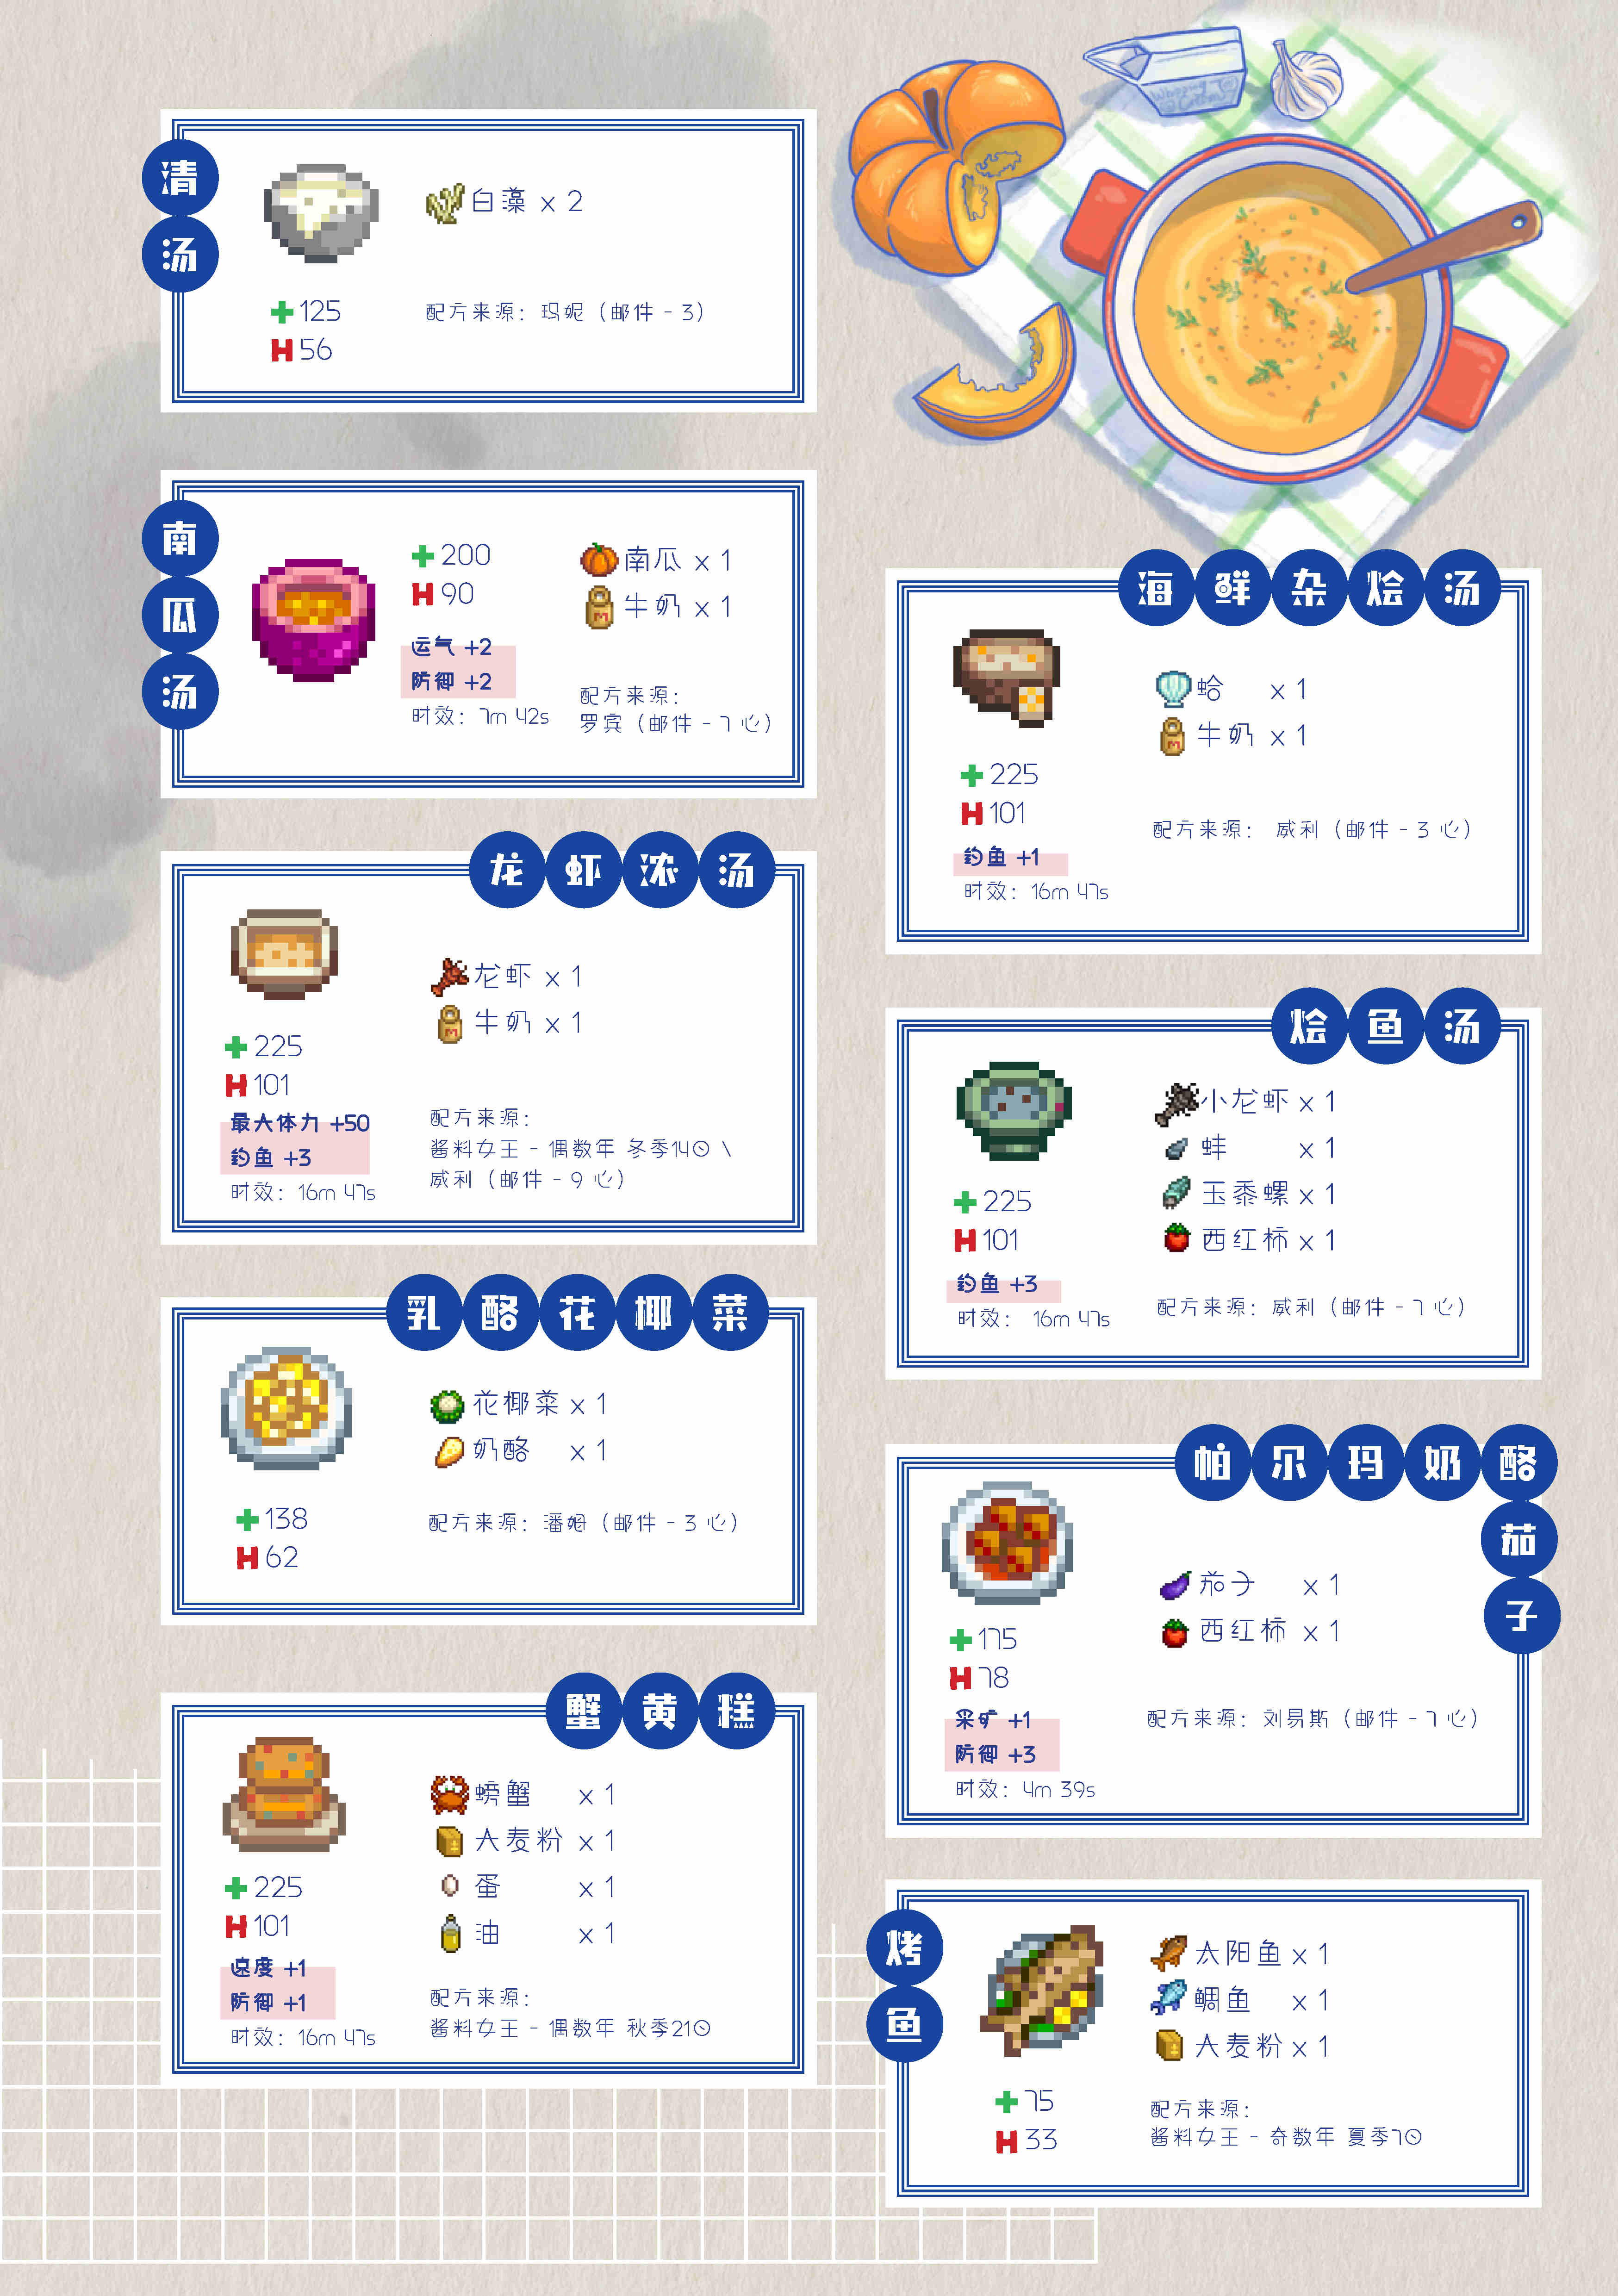 清汤
白藻 x 2
125
H 56
配方来源：玛妮（邮件 - 3）
南瓜汤
200
H 90
运气 +2
防御 +2
时效：7m 42s
南瓜 x 1
牛奶 x 1
配方来源：
罗宾（邮件 - 7 心）
龙虾浓汤
龙虾 x 1
牛奶 x 1
225
H 101
最大体力 +50
钓鱼 +3
时效：16m 47s
配方来源：
酱料女王 - 偶数年 冬季14日 \
威利（邮件 - 9 心）
乳酪花椰菜
花椰菜 x 1
奶酪 x 1
138
H 62
配方来源：潘姆（邮件 - 3 心）
蟹黄糕
螃蟹 x 1
大麦粉 x 1
蛋 x 1
油 x 1
225
H 101
速度 +1
防御 +1
时效：16m 47s
配方来源：
酱料女王 - 偶数年 秋季21日
Whipping
Cream
海鲜杂烩汤
蛤 x 1
牛奶 x 1
225
H 101
钓鱼 +1
时效：16m 47s
配方来源： 威利（邮件 - 3 心）
烩鱼汤
小龙虾 x 1
蚌 x 1
玉黍螺 x 1
西红柿 x 1
225
H 101
钓鱼 +3
时效： 16m 47s
配方来源：威利（邮件 - 7 心）
帕尔玛奶酪茄子
茄子 x 1
西红柿 x 1
175
H 78
采矿 +1
防御 +3
时效：4m 39s
配方来源：刘易斯（邮件 - 7 心）
烤鱼
太阳鱼 x 1
鲷鱼 x 1
大麦粉 x 1
75
H 33
配方来源：
酱料女王 - 奇数年 夏季7日